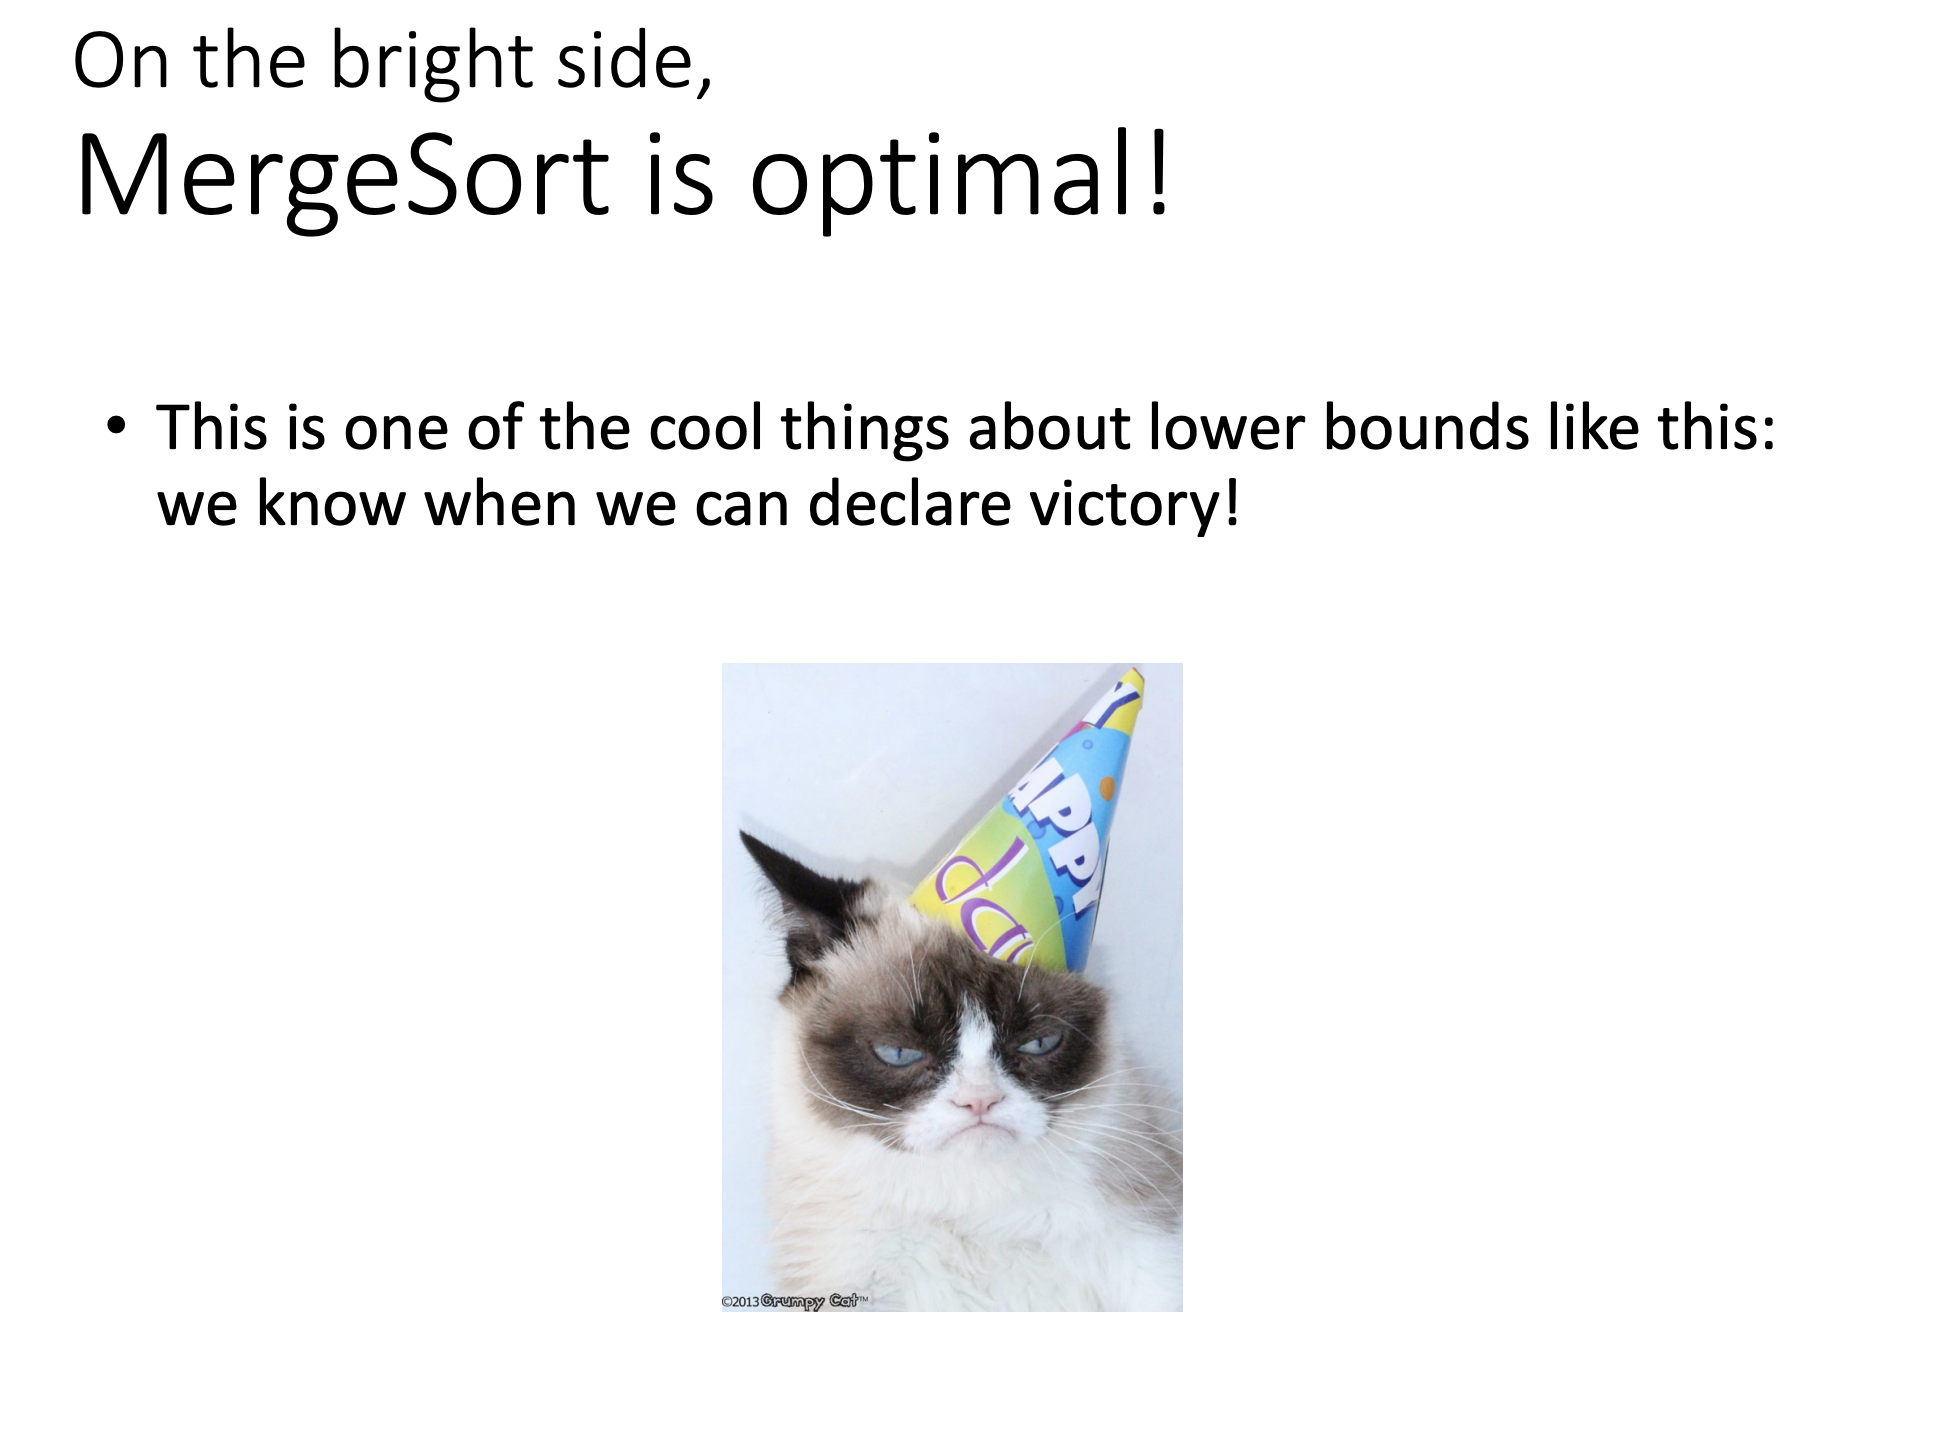 On the bright side,
MergeSort is optimal!
• This is one of the cool things about lower bounds like this:
we know when we can declare victory!
Y
APPY
©2013 Grumpy Cat™